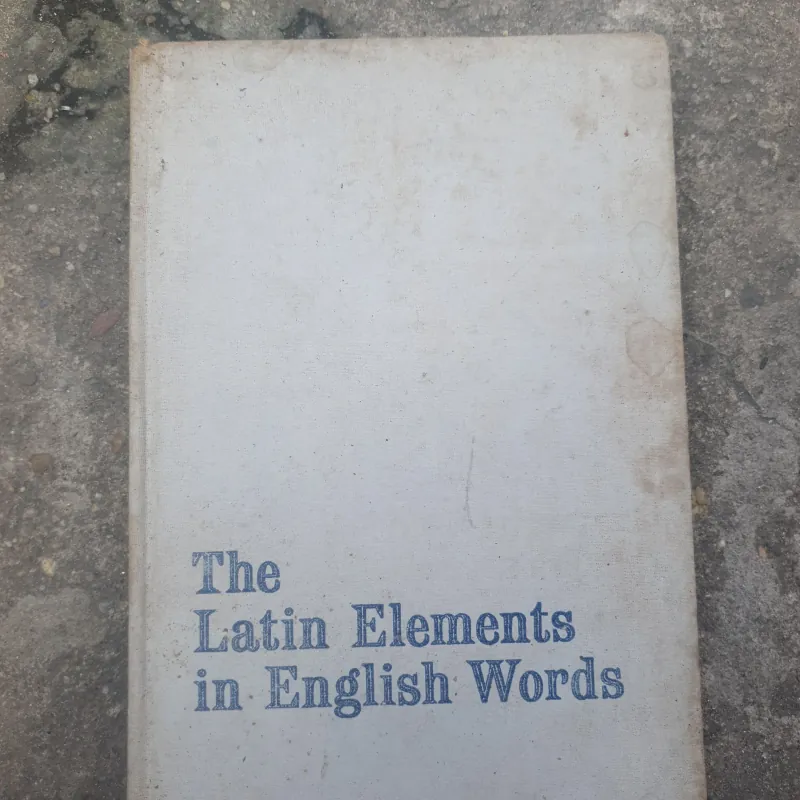 The
Latin Elements
in English Words